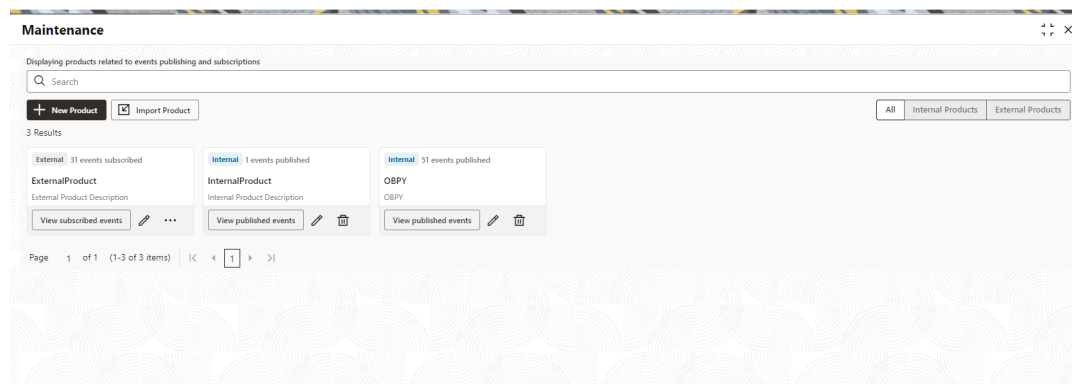 Maintenance
Displaying products related to events publishing and subscriptions
Search
New Product Import Product All Internal Products External Products
3 Results
External 31 events subscribed Internal 1 events published Internal 51 events published
ExternalProduct InternalProduct OBPY
External Product Description Internal Product Description OBPY
View subscribed events View published events View published events
Page 1 of 1 (1-3 of 3 items) 1